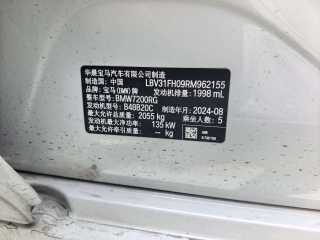 华晨宝马汽车有限公司制造
制造国：中国 LBV31FH09RM962155
品牌：宝马(BMW)牌 发动机排量：1998 mL
整车型号：BMW7200RG
发动机型号：B48B20C 制造年月：2024-08
最大允许总质量：2055 kg 乘坐人数：5
发动机最大净功率：135 kW
最大允许牵引质量：— kg